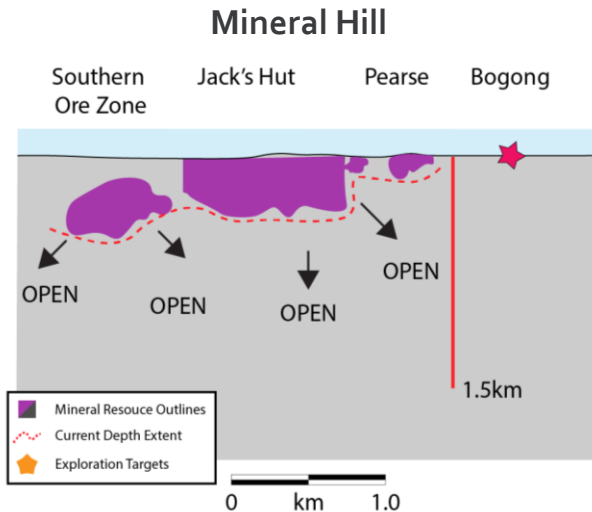 Mineral Hill
Southern
Ore Zone
Jack's Hut
Pearse
Bogong
OPEN
OPEN
OPEN
OPEN
1.5km
Mineral Resouce Outlines
Current Depth Extent
Exploration Targets
0 km 1.0